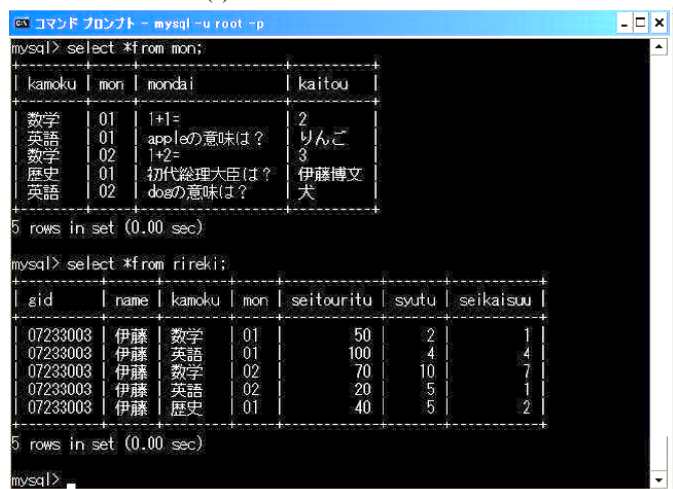 コマンド プロンプト - mysql -u root -p
mysql> select *from mon;
| kamoku | mon | mondai | kaitou |
| 数学 | 01 | 1+1= | 2 |
| 英語 | 01 | appleの意味は? | りんご |
| 数学 | 02 | 1+2= | 3 |
| 歴史 | 01 | 初代総理大臣は? | 伊藤博文 |
| 英語 | 02 | dogの意味は? | 犬 |
5 rows in set (0.00 sec)
mysql> select *from rireki;
| gid | name | kamoku | mon | seitouritu | syutu | seikaisuu |
| 07233003 | 伊藤 | 数学 | 01 | 50 | 2 | 1 |
| 07233003 | 伊藤 | 英語 | 01 | 100 | 4 | 4 |
| 07233003 | 伊藤 | 数学 | 02 | 70 | 10 | 7 |
| 07233003 | 伊藤 | 英語 | 02 | 20 | 5 | 1 |
| 07233003 | 伊藤 | 歴史 | 01 | 40 | 5 | 2 |
5 rows in set (0.00 sec)
mysql> _